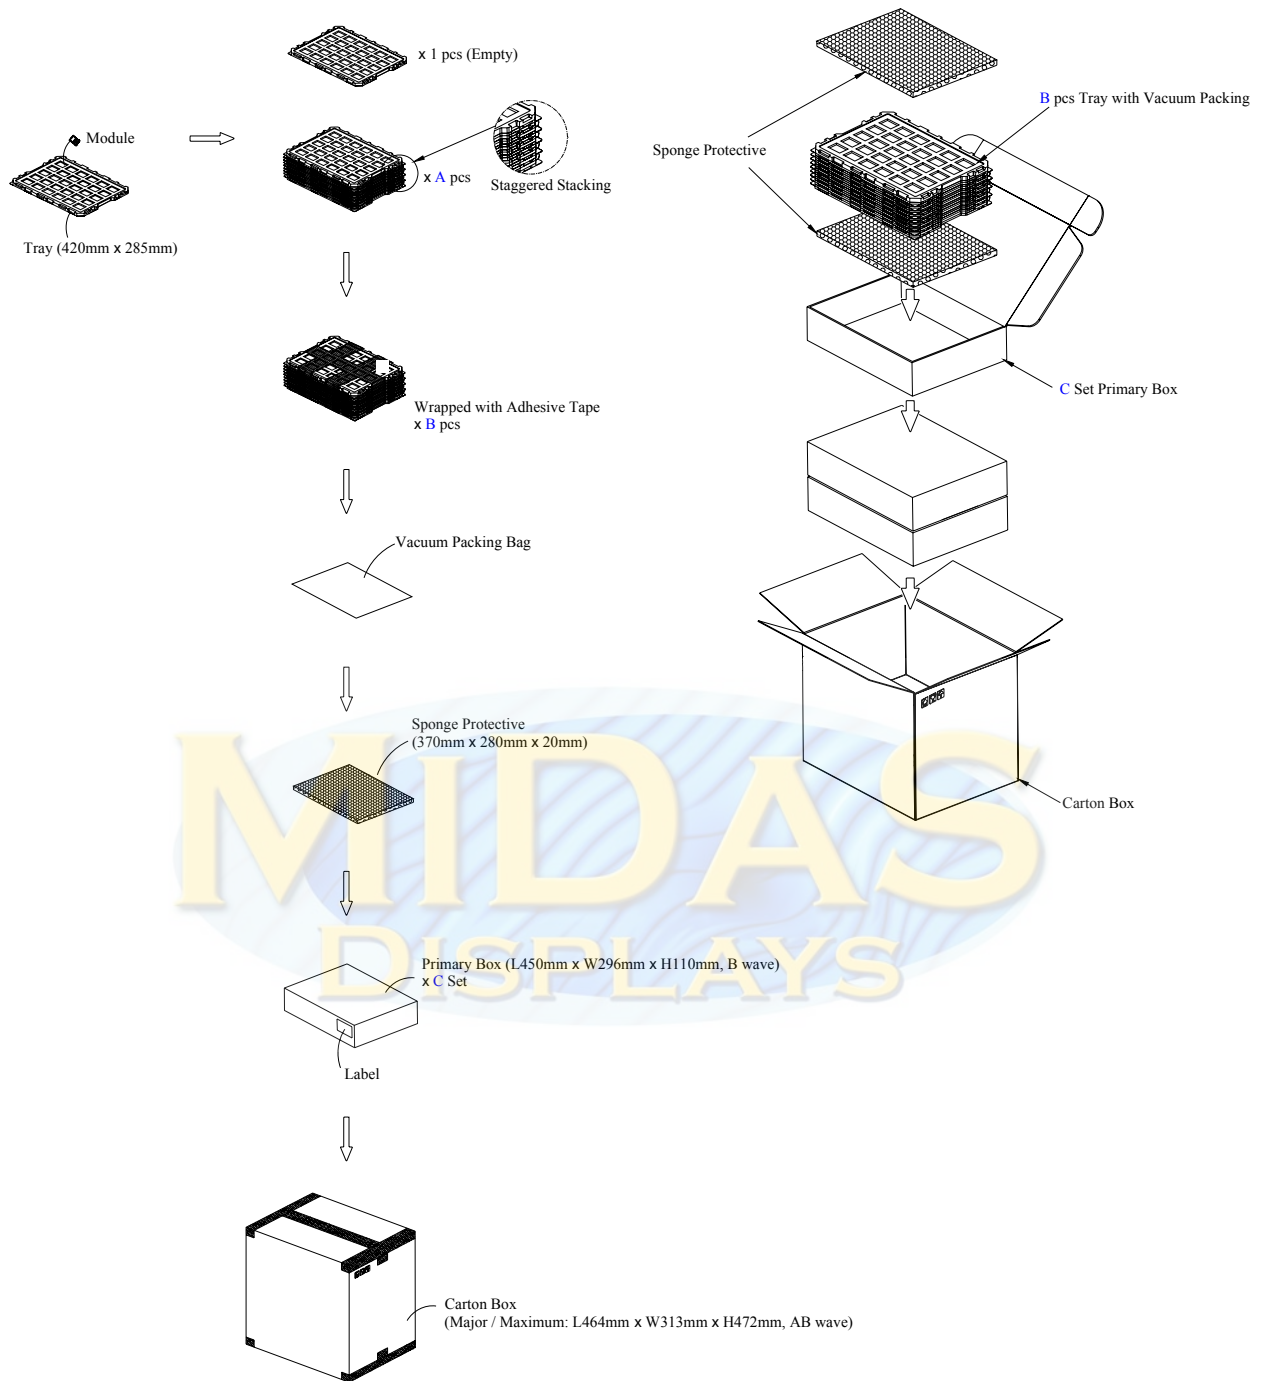 x 1 pcs (Empty)
Module
x A pcs
Staggered Stacking
Tray (420mm x 285mm)
Wrapped with Adhesive Tape
x B pcs
Vacuum Packing Bag
Sponge Protective
(370mm x 280mm x 20mm)
Primary Box (L450mm x W296mm x H110mm, B wave)
x C Set
Label
Carton Box
(Major / Maximum: L464mm x W313mm x H472mm, AB wave)
B pcs Tray with Vacuum Packing
Sponge Protective
C Set Primary Box
Carton Box
MIDAS
DISPLAYS